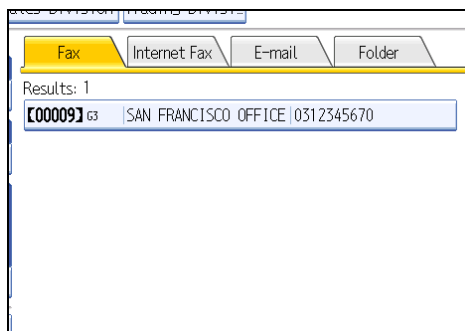 Fax Internet Fax E-mail Folder
Results: 1
【00009】 G3 SAN FRANCISCO OFFICE 0312345670